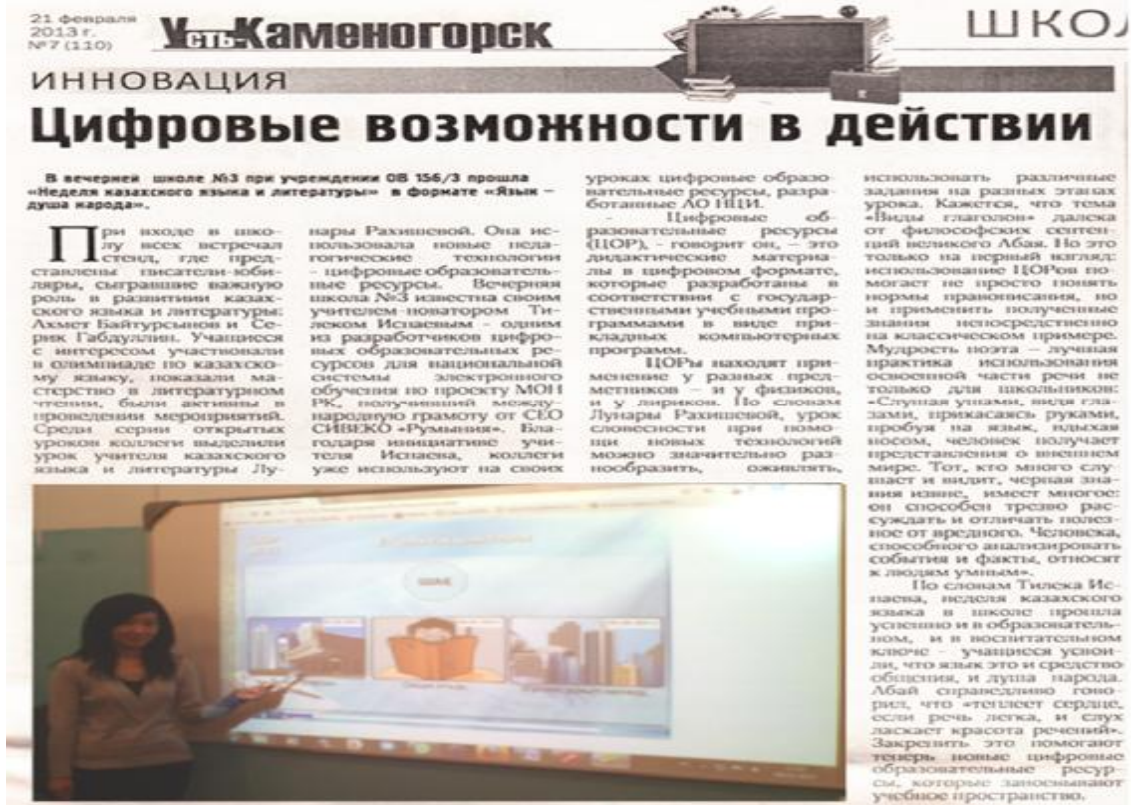 21 февраля
2013 г.
№7 (110)
Усть-Каменогорск
ШКОЛ
ИННОВАЦИЯ
Цифровые возможности в действии
В вечерней школе №3 при учреждении ОВ 156/3 прошла
«Неделя казахского языка и литературы» в формате «Язык –
душа народа».
При входе в шко-
лу всех встречал
стенд, где пред-
ставлены писатели-юби-
ляры, сыгравшие важную
роль в развитии казах-
ского языка и литературы:
Ахмет Байтурсынов и Се-
рик Габдуллин. Учащиеся
с интересом участвовали
в олимпиаде по казахско-
му языку, показали ма-
стерство в литературном
чтении, были активны в
проведении мероприятий.
Среди серии открытых
уроков коллеги выделили
урок учителя казахского
языка и литературы Лу-
нары Рахишевой. Она ис-
пользовала новые педа-
гогические технологии
- цифровые образователь-
ные ресурсы. Вечерняя
школа №3 известна своим
учителем-новатором Ти-
леком Испаевым - одним
из разработчиков цифро-
вых образовательных ре-
сурсов для национальной
системы электронного
обучения по проекту МОН
РК, получивший между-
народную грамоту от СЕО
СИВЕКО «Румыния». Бла-
годаря инициативе учи-
теля Испаева, коллеги
уже используют на своих
уроках цифровые образо-
вательные ресурсы, разра-
ботанные АО НЦИ.
- Цифровые об-
разовательные ресурсы
(ЦОР), - говорит он, – это
дидактические материа-
лы в цифровом формате,
которые разработаны в
соответствии с государ-
ственными учебными про-
граммами в виде при-
кладных компьютерных
программ.
ЦОРы находят при-
менение у разных пред-
метников – и у физиков,
и у лириков. По словам
Лунары Рахишевой, урок
словесности при помо-
щи новых технологий
можно значительно раз-
нообразить, оживлять,
использовать различные
задания на разных этапах
урока. Кажется, что тема
«Виды глаголов» далека
от философских сентен-
ций великого Абая. Но это
только на первый взгляд:
использование ЦОРов по-
могает не просто понять
нормы правописания, но
и применить полученные
знания непосредственно
на классическом примере.
Мудрость поэта – лучшая
практика использования
освоенной части речи не
только для школьников:
«Слушая ушами, видя гла-
зами, прикасаясь руками,
пробуя на язык, вдыхая
носом, человек получает
представления о внешнем
мире. Тот, кто много слу-
шает и видит, черпая зна-
ния извне, имеет многое:
он способен трезво рас-
суждать и отличать полез-
ное от вредного. Человека,
способного анализировать
события и факты, относят
к людям умным».
По словам Тилека Ис-
паева, неделя казахского
языка в школе прошла
успешно и в образователь-
ном, и в воспитательном
ключе - учащиеся усвои-
ли, что язык это и средство
общения, и душа народа.
Абай справедливо гово-
рил, что «теплеет сердце,
если речь легка, и слух
ласкает красота речений».
Закрепить это помогают
теперь новые цифровые
образовательные ресур-
сы, которые завоевывают
учебное пространство.